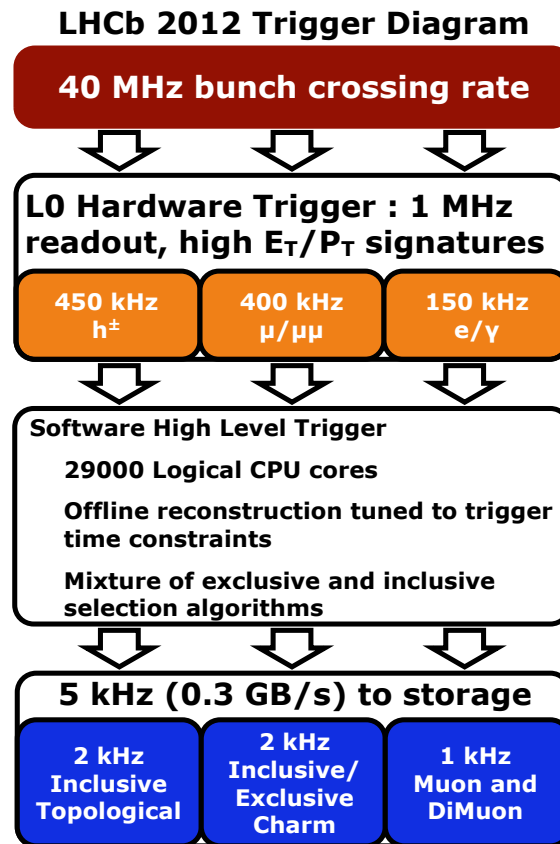 LHCb 2012 Trigger Diagram
40 MHz bunch crossing rate
L0 Hardware Trigger : 1 MHz
readout, high E_T/P_T signatures
450 kHz
h±
400 kHz
µ/µµ
150 kHz
e/γ
Software High Level Trigger
29000 Logical CPU cores
Offline reconstruction tuned to trigger
time constraints
Mixture of exclusive and inclusive
selection algorithms
5 kHz (0.3 GB/s) to storage
2 kHz
Inclusive
Topological
2 kHz
Inclusive/
Exclusive
Charm
1 kHz
Muon and
DiMuon